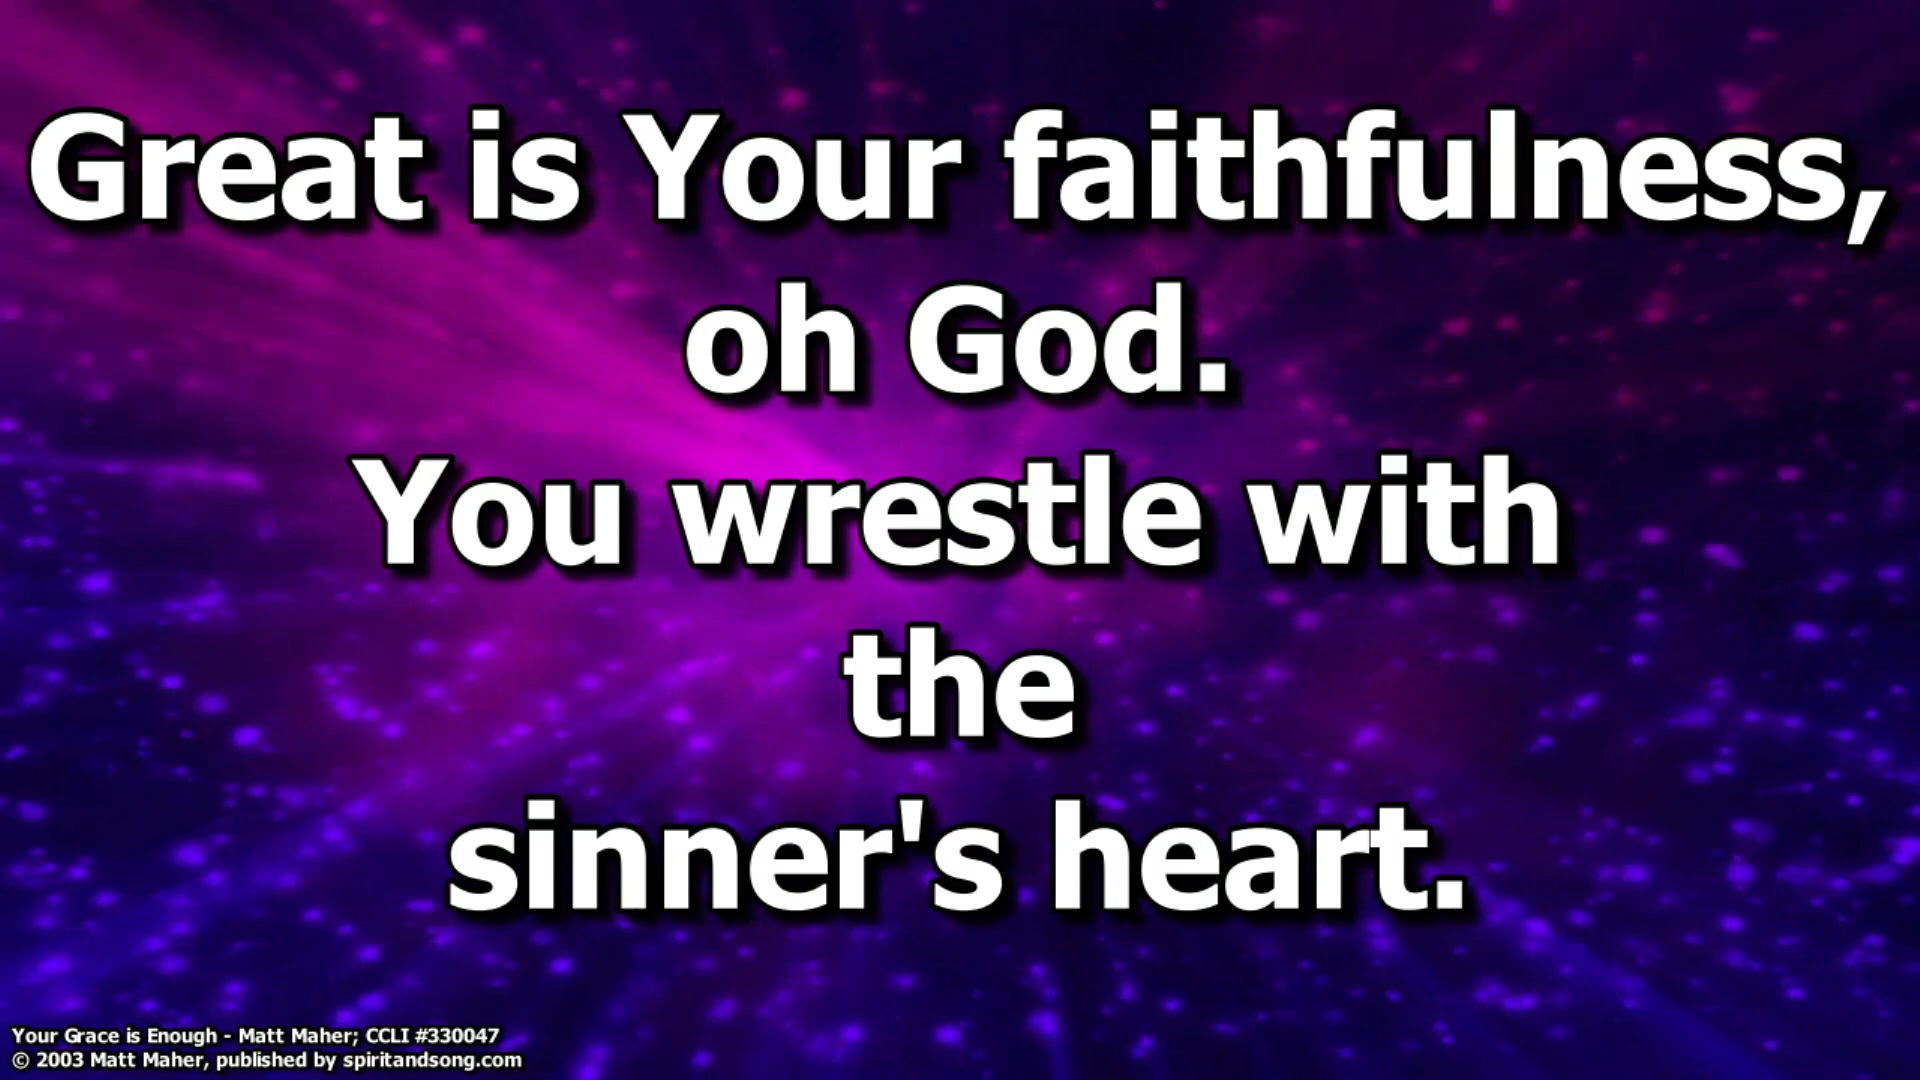 Great is Your faithfulness,
oh God.
You wrestle with
the
sinner's heart.
Your Grace is Enough - Matt Maher; CCLI #330047
© 2003 Matt Maher, published by spiritandsong.com